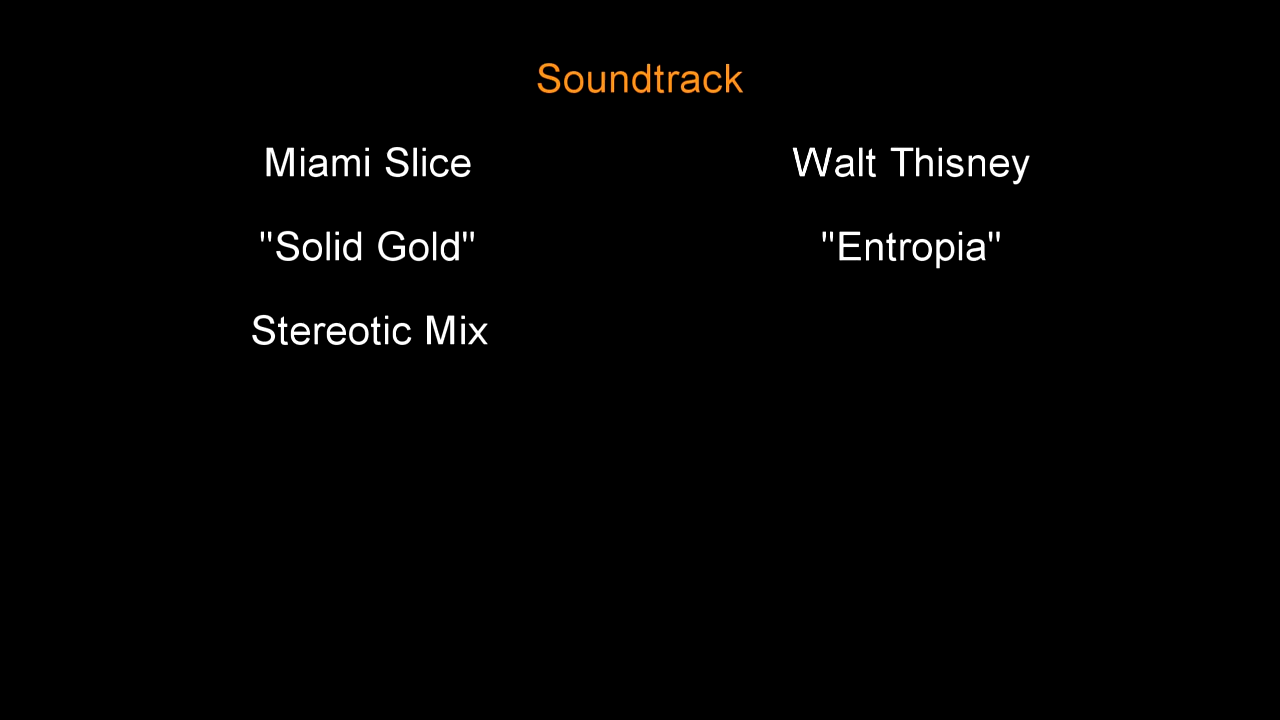 Soundtrack
Miami Slice
"Solid Gold"
Stereotic Mix
Walt Thisney
"Entropia"